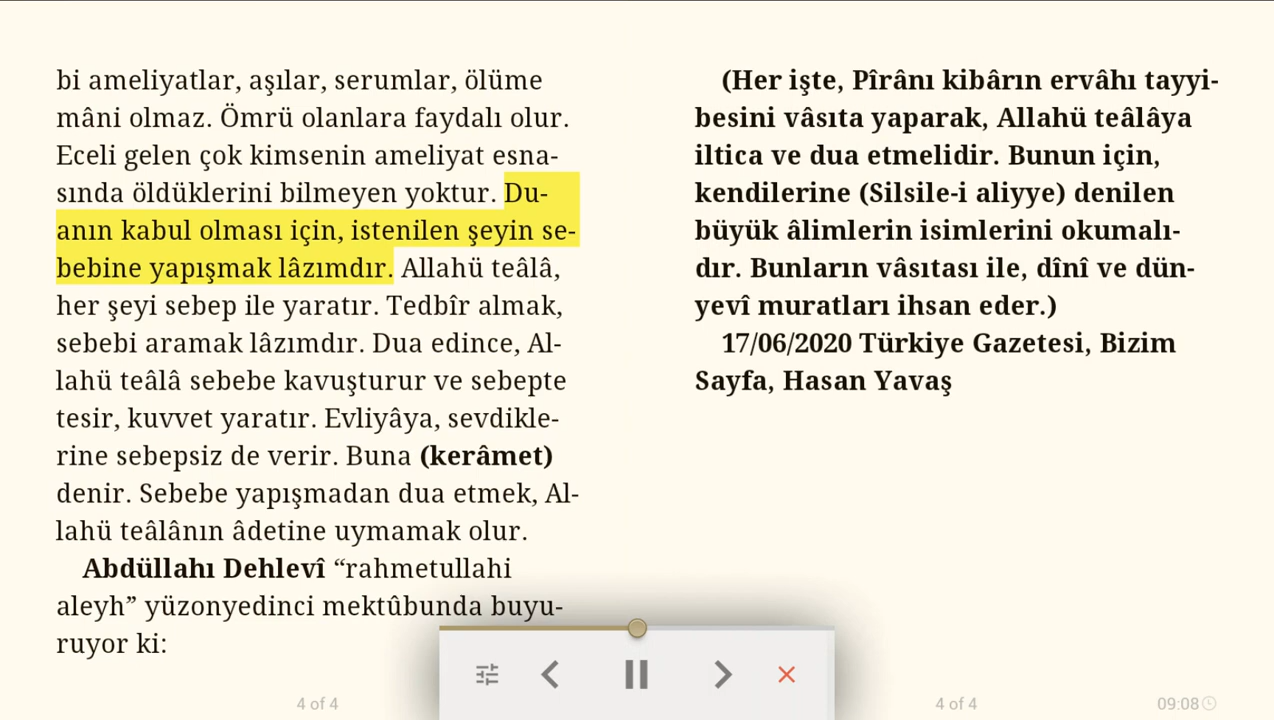 bi ameliyatlar, aşılar, serumlar, ölüme
mâni olmaz. Ömrü olanlara faydalı olur.
Eceli gelen çok kimsenin ameliyat esna-
sında öldüklerini bilmeyen yoktur. Du-
anın kabul olması için, istenilen şeyin se-
bebine yapışmak lâzımdır. Allahü teâlâ,
her şeyi sebep ile yaratır. Tedbîr almak,
sebebi aramak lâzımdır. Dua edince, Al-
lahü teâlâ sebebe kavuşturur ve sebepte
tesir, kuvvet yaratır. Evliyâya, sevdikle-
rine sebepsiz de verir. Buna (kerâmet)
denir. Sebebe yapışmadan dua etmek, Al-
lahü teâlânın âdetine uymamak olur.
Abdüllahı Dehlevî “rahmetullahi
aleyh” yüzonyedinci mektûbunda buyu-
ruyor ki:
4 of 4
(Her işte, Pîrânı kibârın ervâhı tayyi-
besini vâsıta yaparak, Allahü teâlâya
iltica ve dua etmelidir. Bunun için,
kendilerine (Silsile-i aliyye) denilen
büyük âlimlerin isimlerini okumalı-
dır. Bunların vâsıtası ile, dînî ve dün-
yevî muratları ihsan eder.)
17/06/2020 Türkiye Gazetesi, Bizim
Sayfa, Hasan Yavaş
4 of 4
09:08